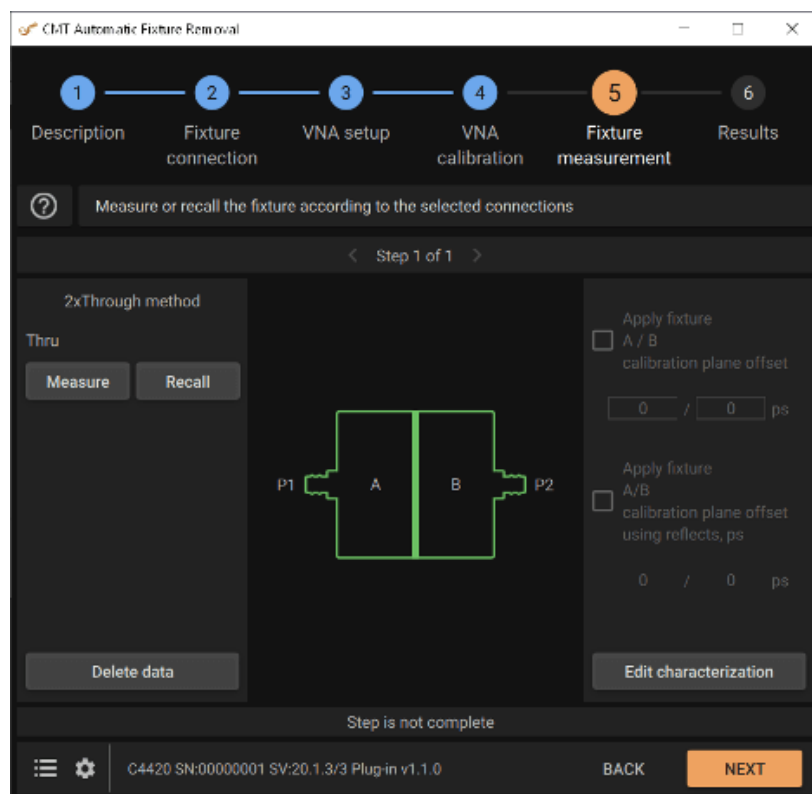 CMT Automatic Fixture Removal
1
2
3
4
5
6
Description
Fixture
connection
VNA setup
VNA
calibration
Fixture
measurement
Results
Measure or recall the fixture according to the selected connections
Step 1 of 1
2xThrough method
Thru
Measure
Recall
Delete data
P1
A
B
P2
Apply fixture
A / B
calibration plane offset
0 / 0 ps
Apply fixture
A/B
calibration plane offset
using reflects, ps
0 / 0 ps
Edit characterization
Step is not complete
C4420 SN:00000001 SV:20.1.3/3 Plug-in v1.1.0
BACK
NEXT